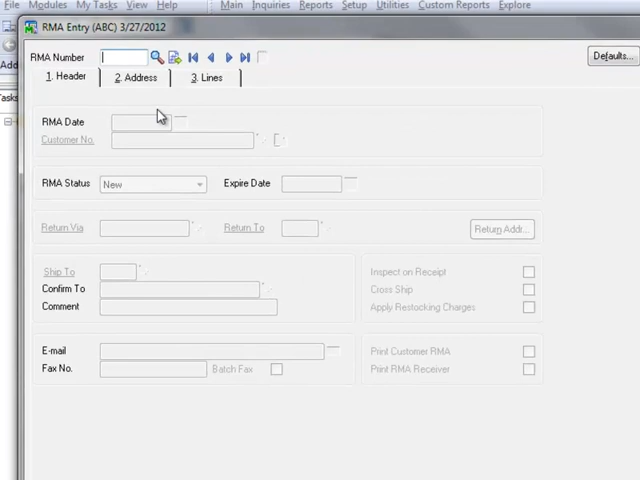 File Modules My Tasks View Help Main Inquiries Reports Setup Utilities Custom Reports Explore
RMA Entry (ABC) 3/27/2012
RMA Number
Defaults...
1. Header 2. Address 3. Lines
RMA Date
Customer No.
RMA Status New Expire Date
Return Via Return To Return Addr...
Ship To
Confirm To
Comment
Inspect on Receipt
Cross Ship
Apply Restocking Charges
E-mail
Fax No. Batch Fax
Print Customer RMA
Print RMA Receiver